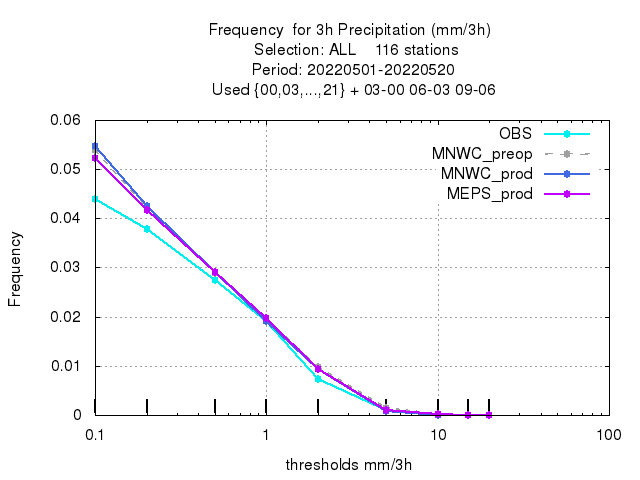 Frequency  for 3h Precipitation (mm/3h)
Selection: ALL    116 stations
Period: 20220501-20220520
Used {00,03,...,21} + 03-00 06-03 09-06
0.06
0.05
0.04
0.03
0.02
0.01
0
Frequency
OBS
MNWC_preop
MNWC_prod
MEPS_prod
0.1 1 10 100
thresholds mm/3h